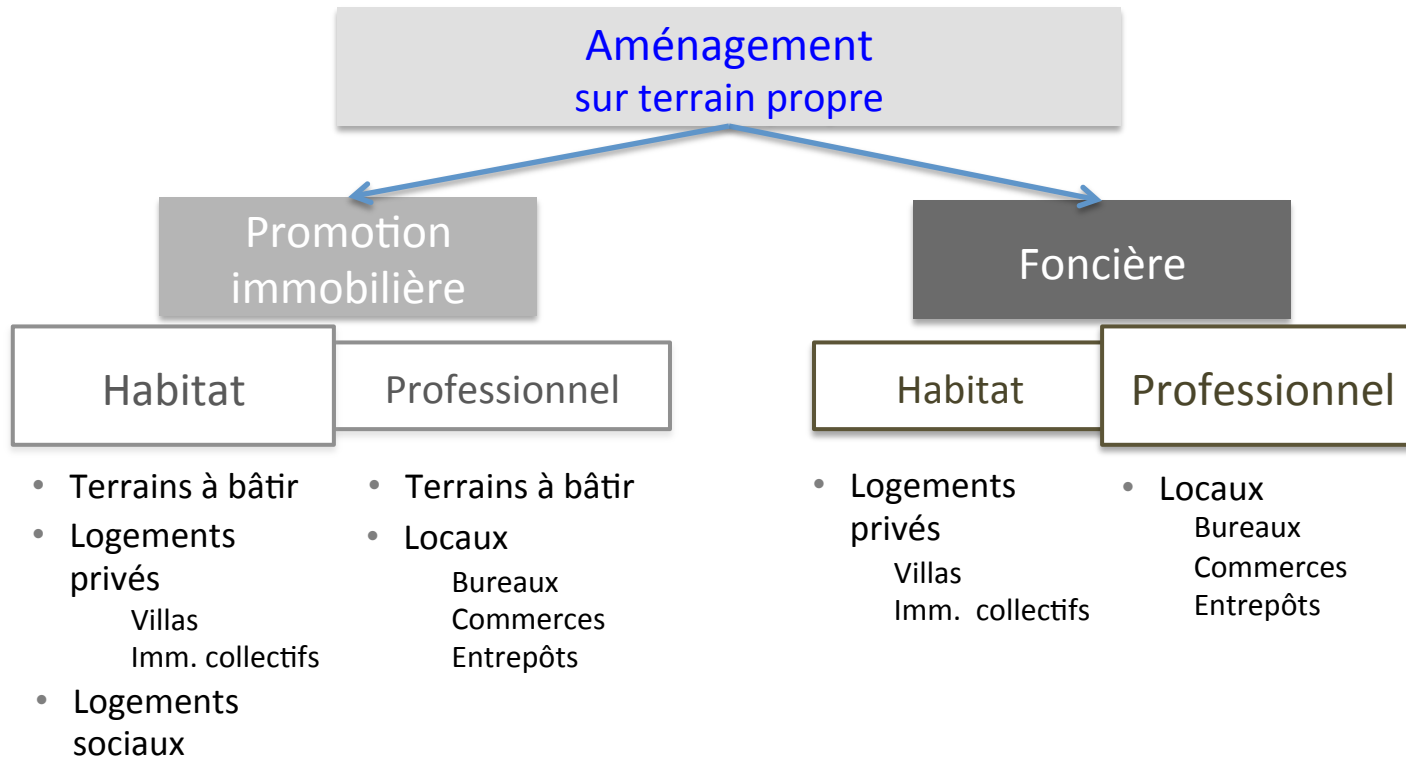 Aménagement
sur terrain propre
Promotion
immobilière
Foncière
Habitat
Professionnel
Habitat
Professionnel
• Terrains à bâtir
• Logements
privés
Villas
Imm. collectifs
• Logements
sociaux
• Terrains à bâtir
• Locaux
Bureaux
Commerces
Entrepôts
• Logements
privés
Villas
Imm. collectifs
• Locaux
Bureaux
Commerces
Entrepôts